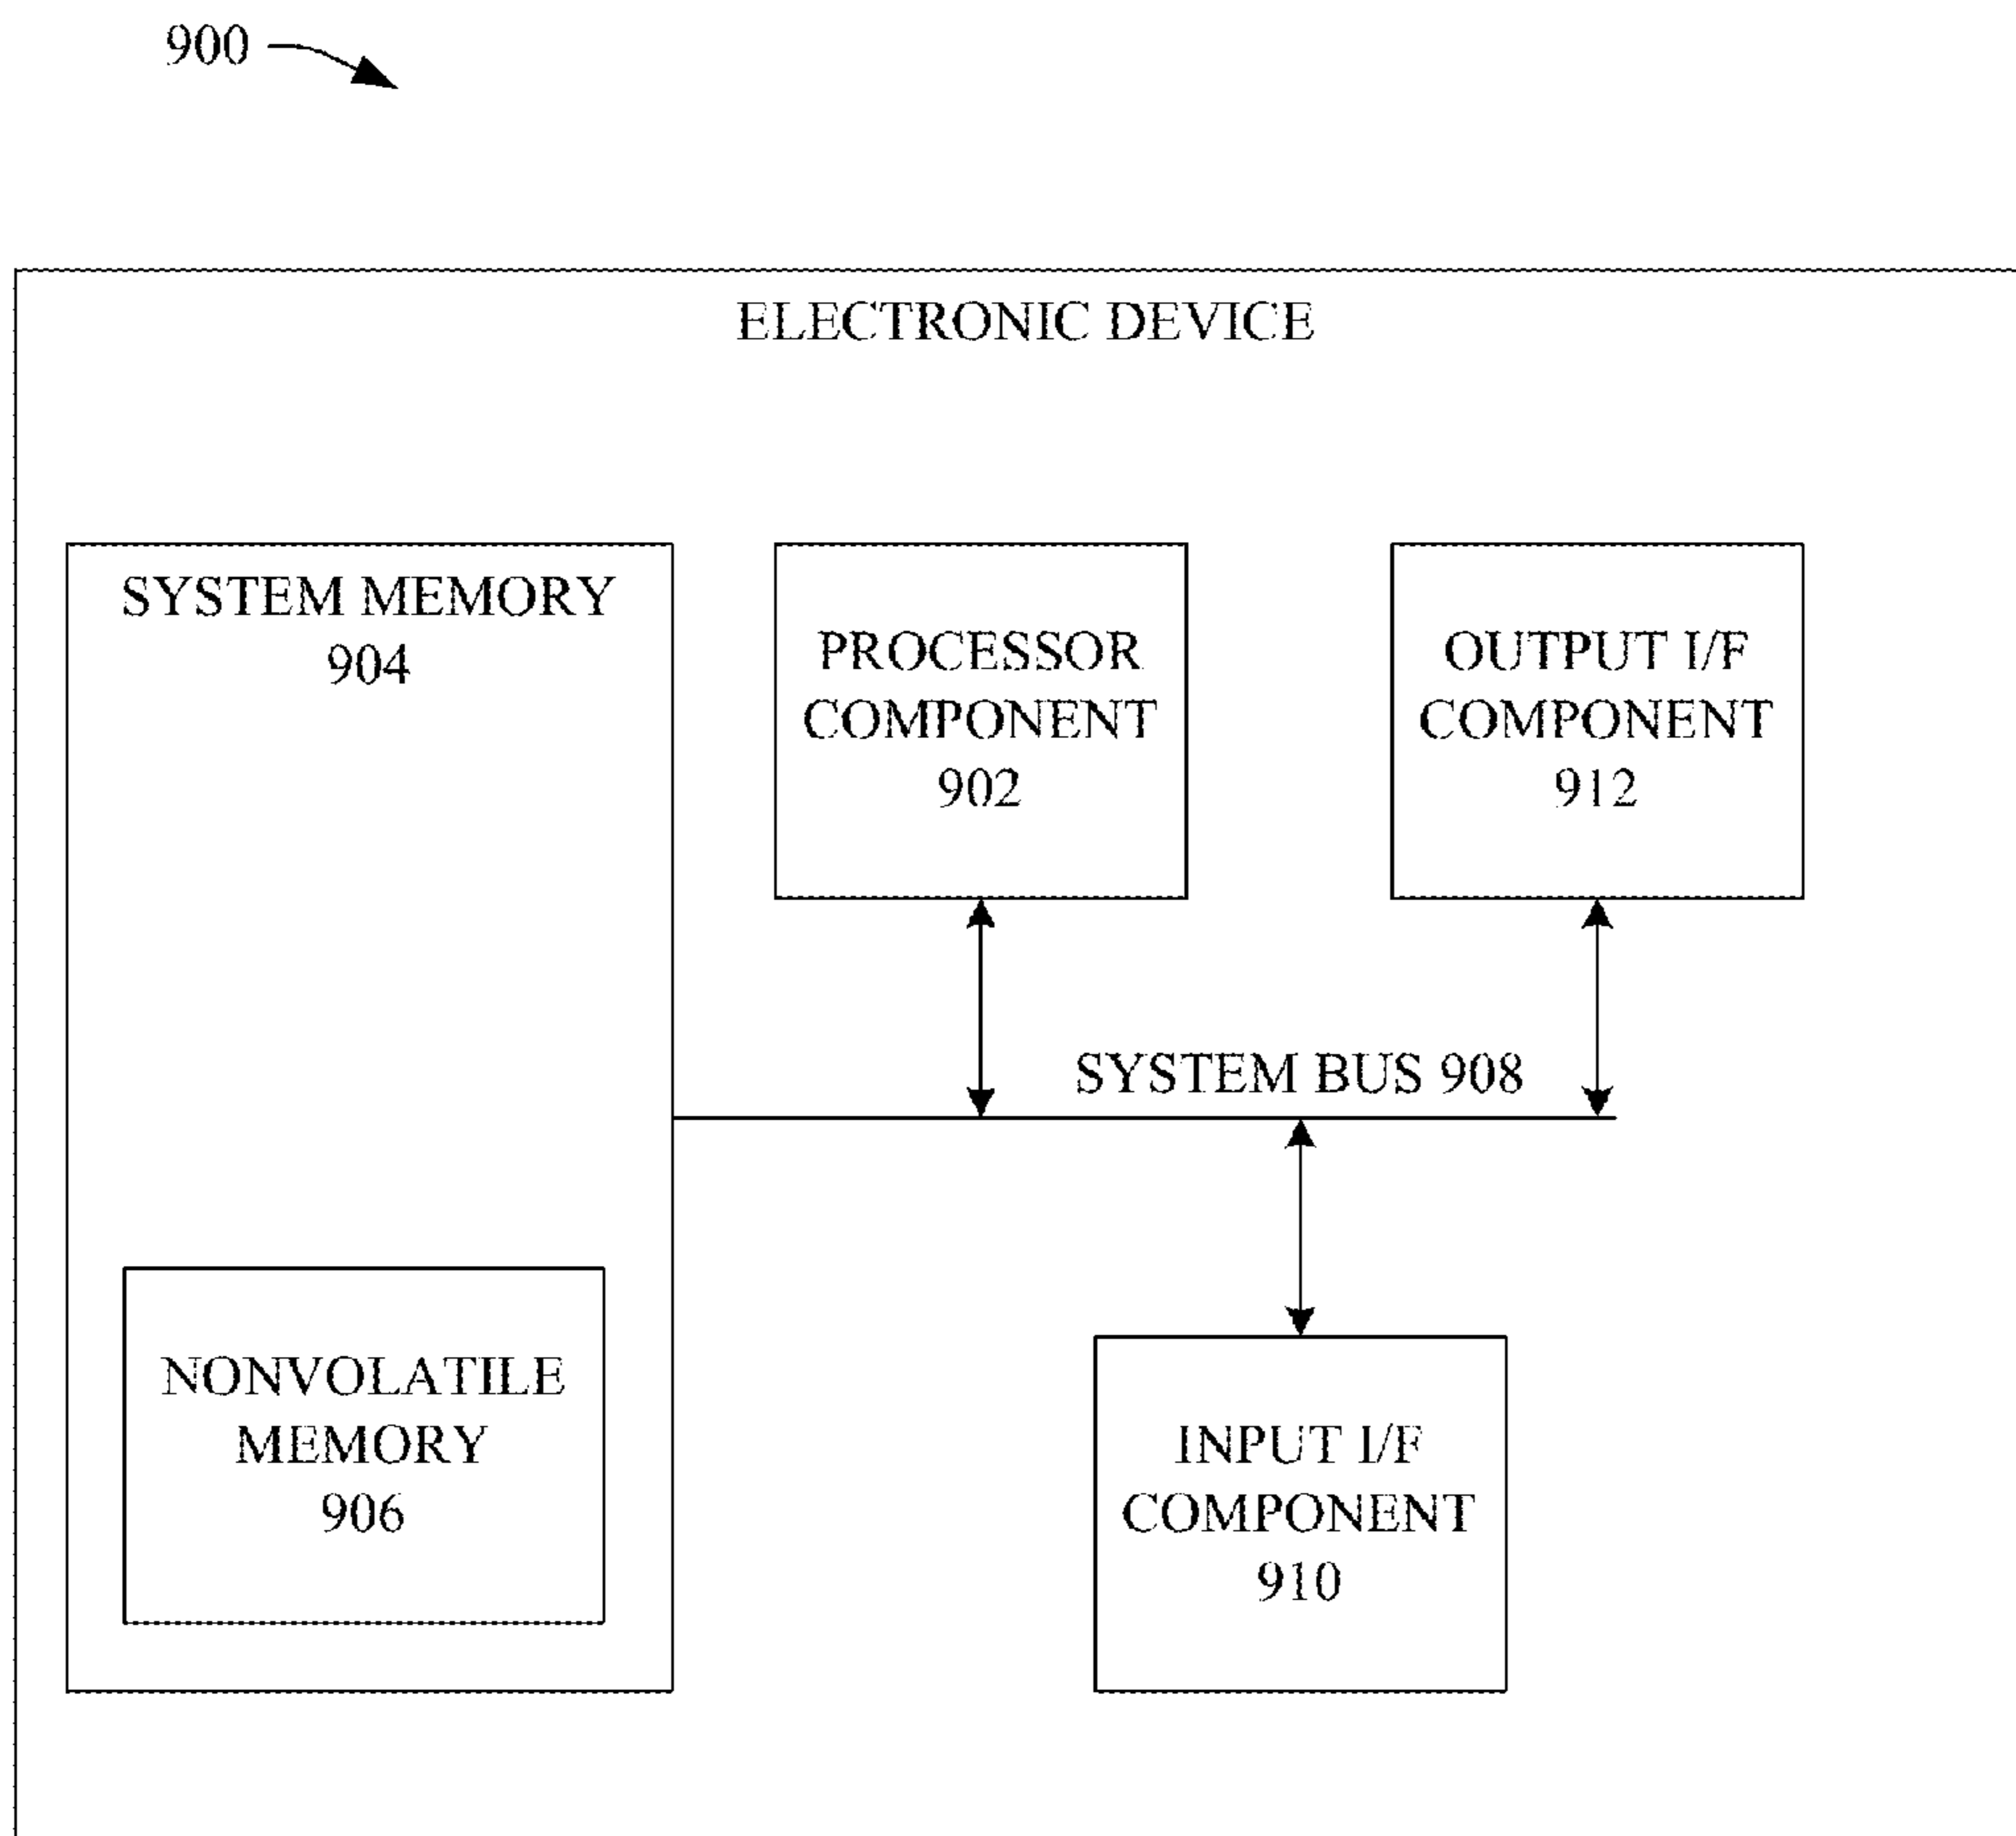 900
ELECTRONIC DEVICE
SYSTEM MEMORY
904
PROCESSOR
COMPONENT
902
OUTPUT I/F
COMPONENT
912
SYSTEM BUS 908
NONVOLATILE
MEMORY
906
INPUT I/F
COMPONENT
910